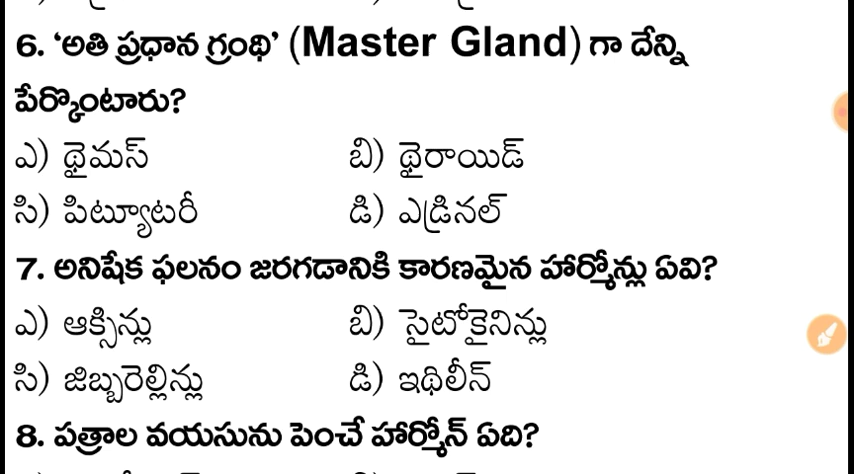 6. ‘అతి ప్రధాన గ్రంథి’ (Master Gland) గా దేన్ని
పేర్కొంటారు?
ఎ) థైమస్ బి) థైరాయిడ్
సి) పిట్యూటరీ డి) ఎడ్రినల్
7. అనిషేక ఫలనం జరగడానికి కారణమైన హార్మోన్లు ఏవి?
ఎ) ఆక్సిన్లు బి) సైటోకైనిన్లు
సి) జిబ్బరెల్లిన్లు డి) ఇథిలీన్
8. పత్రాల వయసును పెంచే హార్మోన్ ఏది?